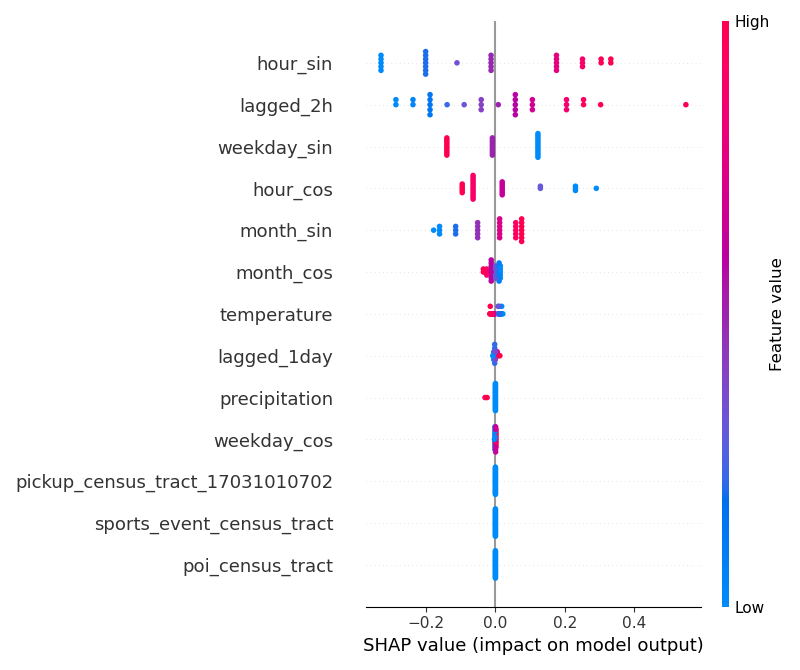 High
hour_sin
lagged_2h
weekday_sin
hour_cos
month_sin
month_cos
temperature
lagged_1day
precipitation
weekday_cos
pickup_census_tract_17031010702
sports_event_census_tract
poi_census_tract
Feature value
Low
−0.2 0.0 0.2 0.4
SHAP value (impact on model output)